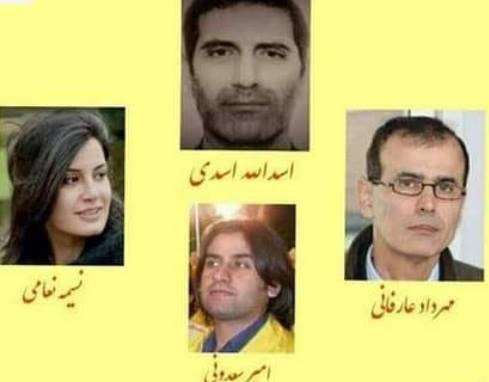 اسدالله اسدی
مهرداد عارفانی
نسیمه نعامی
امیر سعدونی